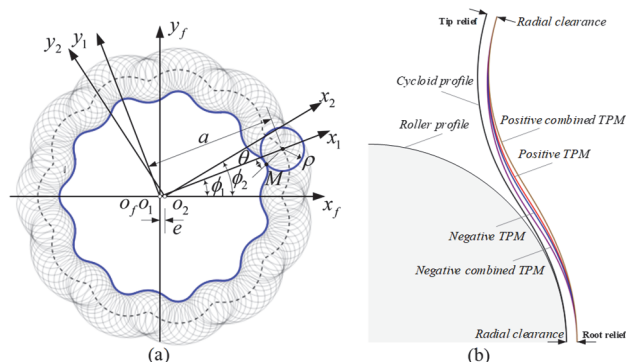 y_f
y_2
y_1
x_2
a
x_1
θ
ρ
M
ϕ_1
ϕ_2
o_f o_1
o_2
x_f
e
(a)
Tip relief
Radial clearance
Cycloid profile
Positive combined TPM
Roller profile
Positive TPM
Negative TPM
Negative combined TPM
Radial clearance
Root relief
(b)